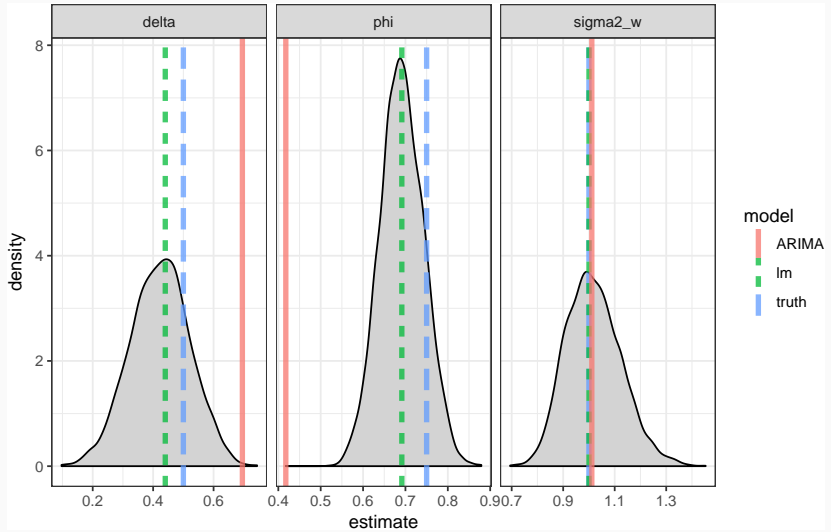 delta
phi
sigma2_w
8
6
4
2
0
density
0.2 0.4 0.6
0.4 0.5 0.6 0.7 0.8 0.9
0.7 0.9 1.1 1.3
estimate
model
ARIMA
lm
truth